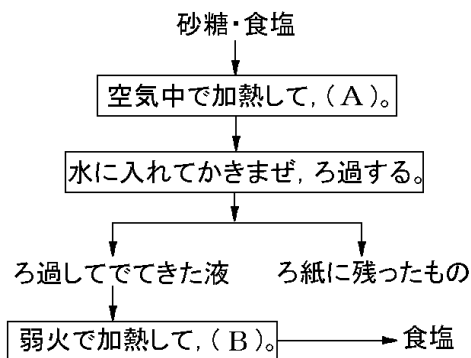 砂糖・食塩
空気中で加熱して,(A)。
水に入れてかきまぜ,ろ過する。
ろ過してでてきた液
ろ紙に残ったもの
弱火で加熱して,(B)。
食塩